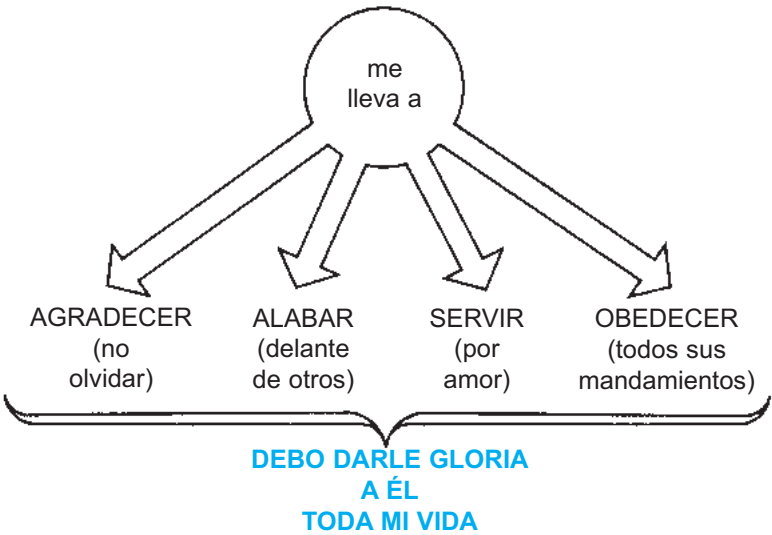 me
lleva a
AGRADECER
(no
olvidar)
ALABAR
(delante
de otros)
SERVIR
(por
amor)
OBEDECER
(todos sus
mandamientos)
DEBO DARLE GLORIA
A ÉL
TODA MI VIDA